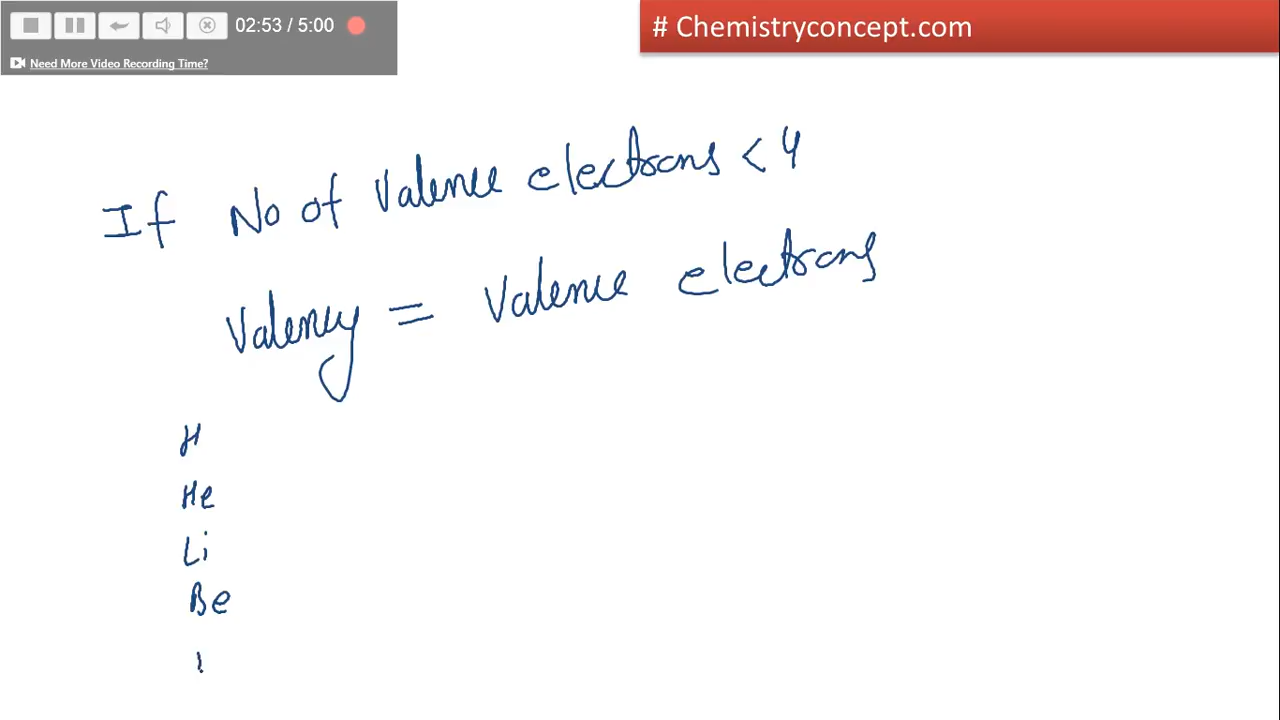 02:53 / 5:00
# Chemistryconcept.com
Need More Video Recording Time?
If No of Valence electrons < 4
Valency = Valence electrons
H
He
Li
Be